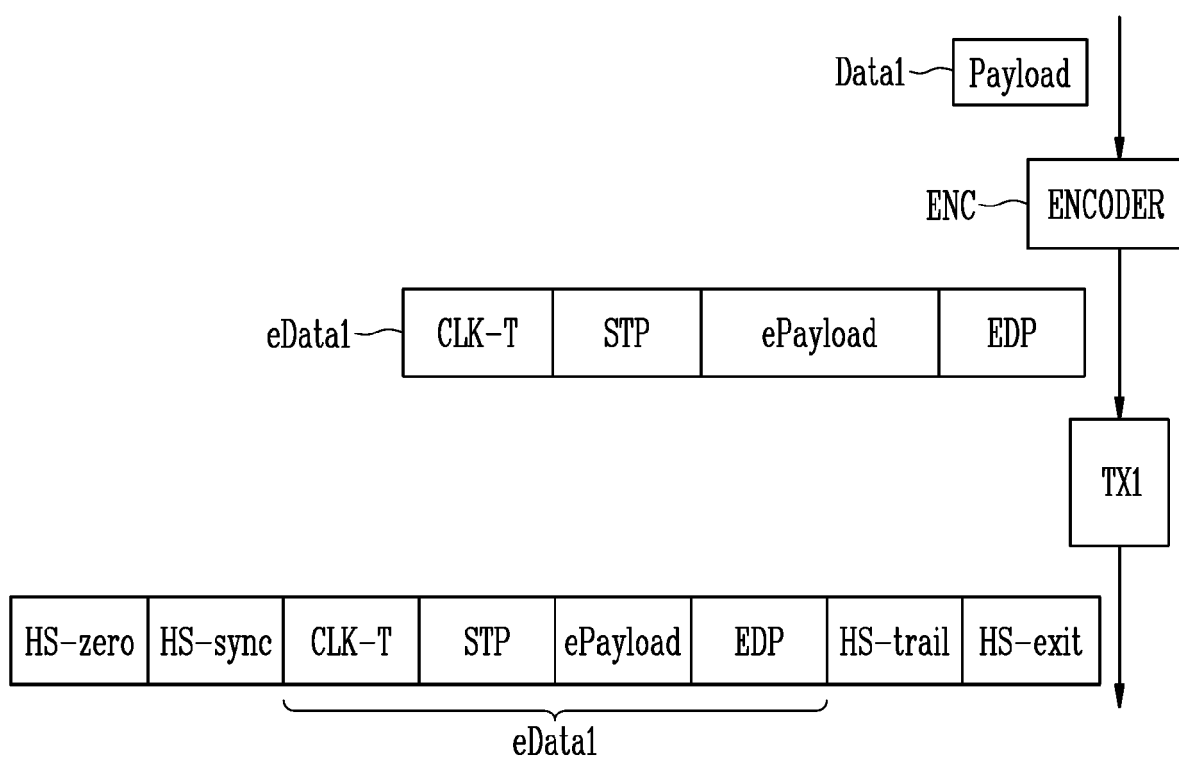 Data1 Payload
ENC ENCODER
eData1 CLK-T STP ePayload EDP
TX1
HS-zero HS-sync CLK-T STP ePayload EDP HS-trail HS-exit
eData1